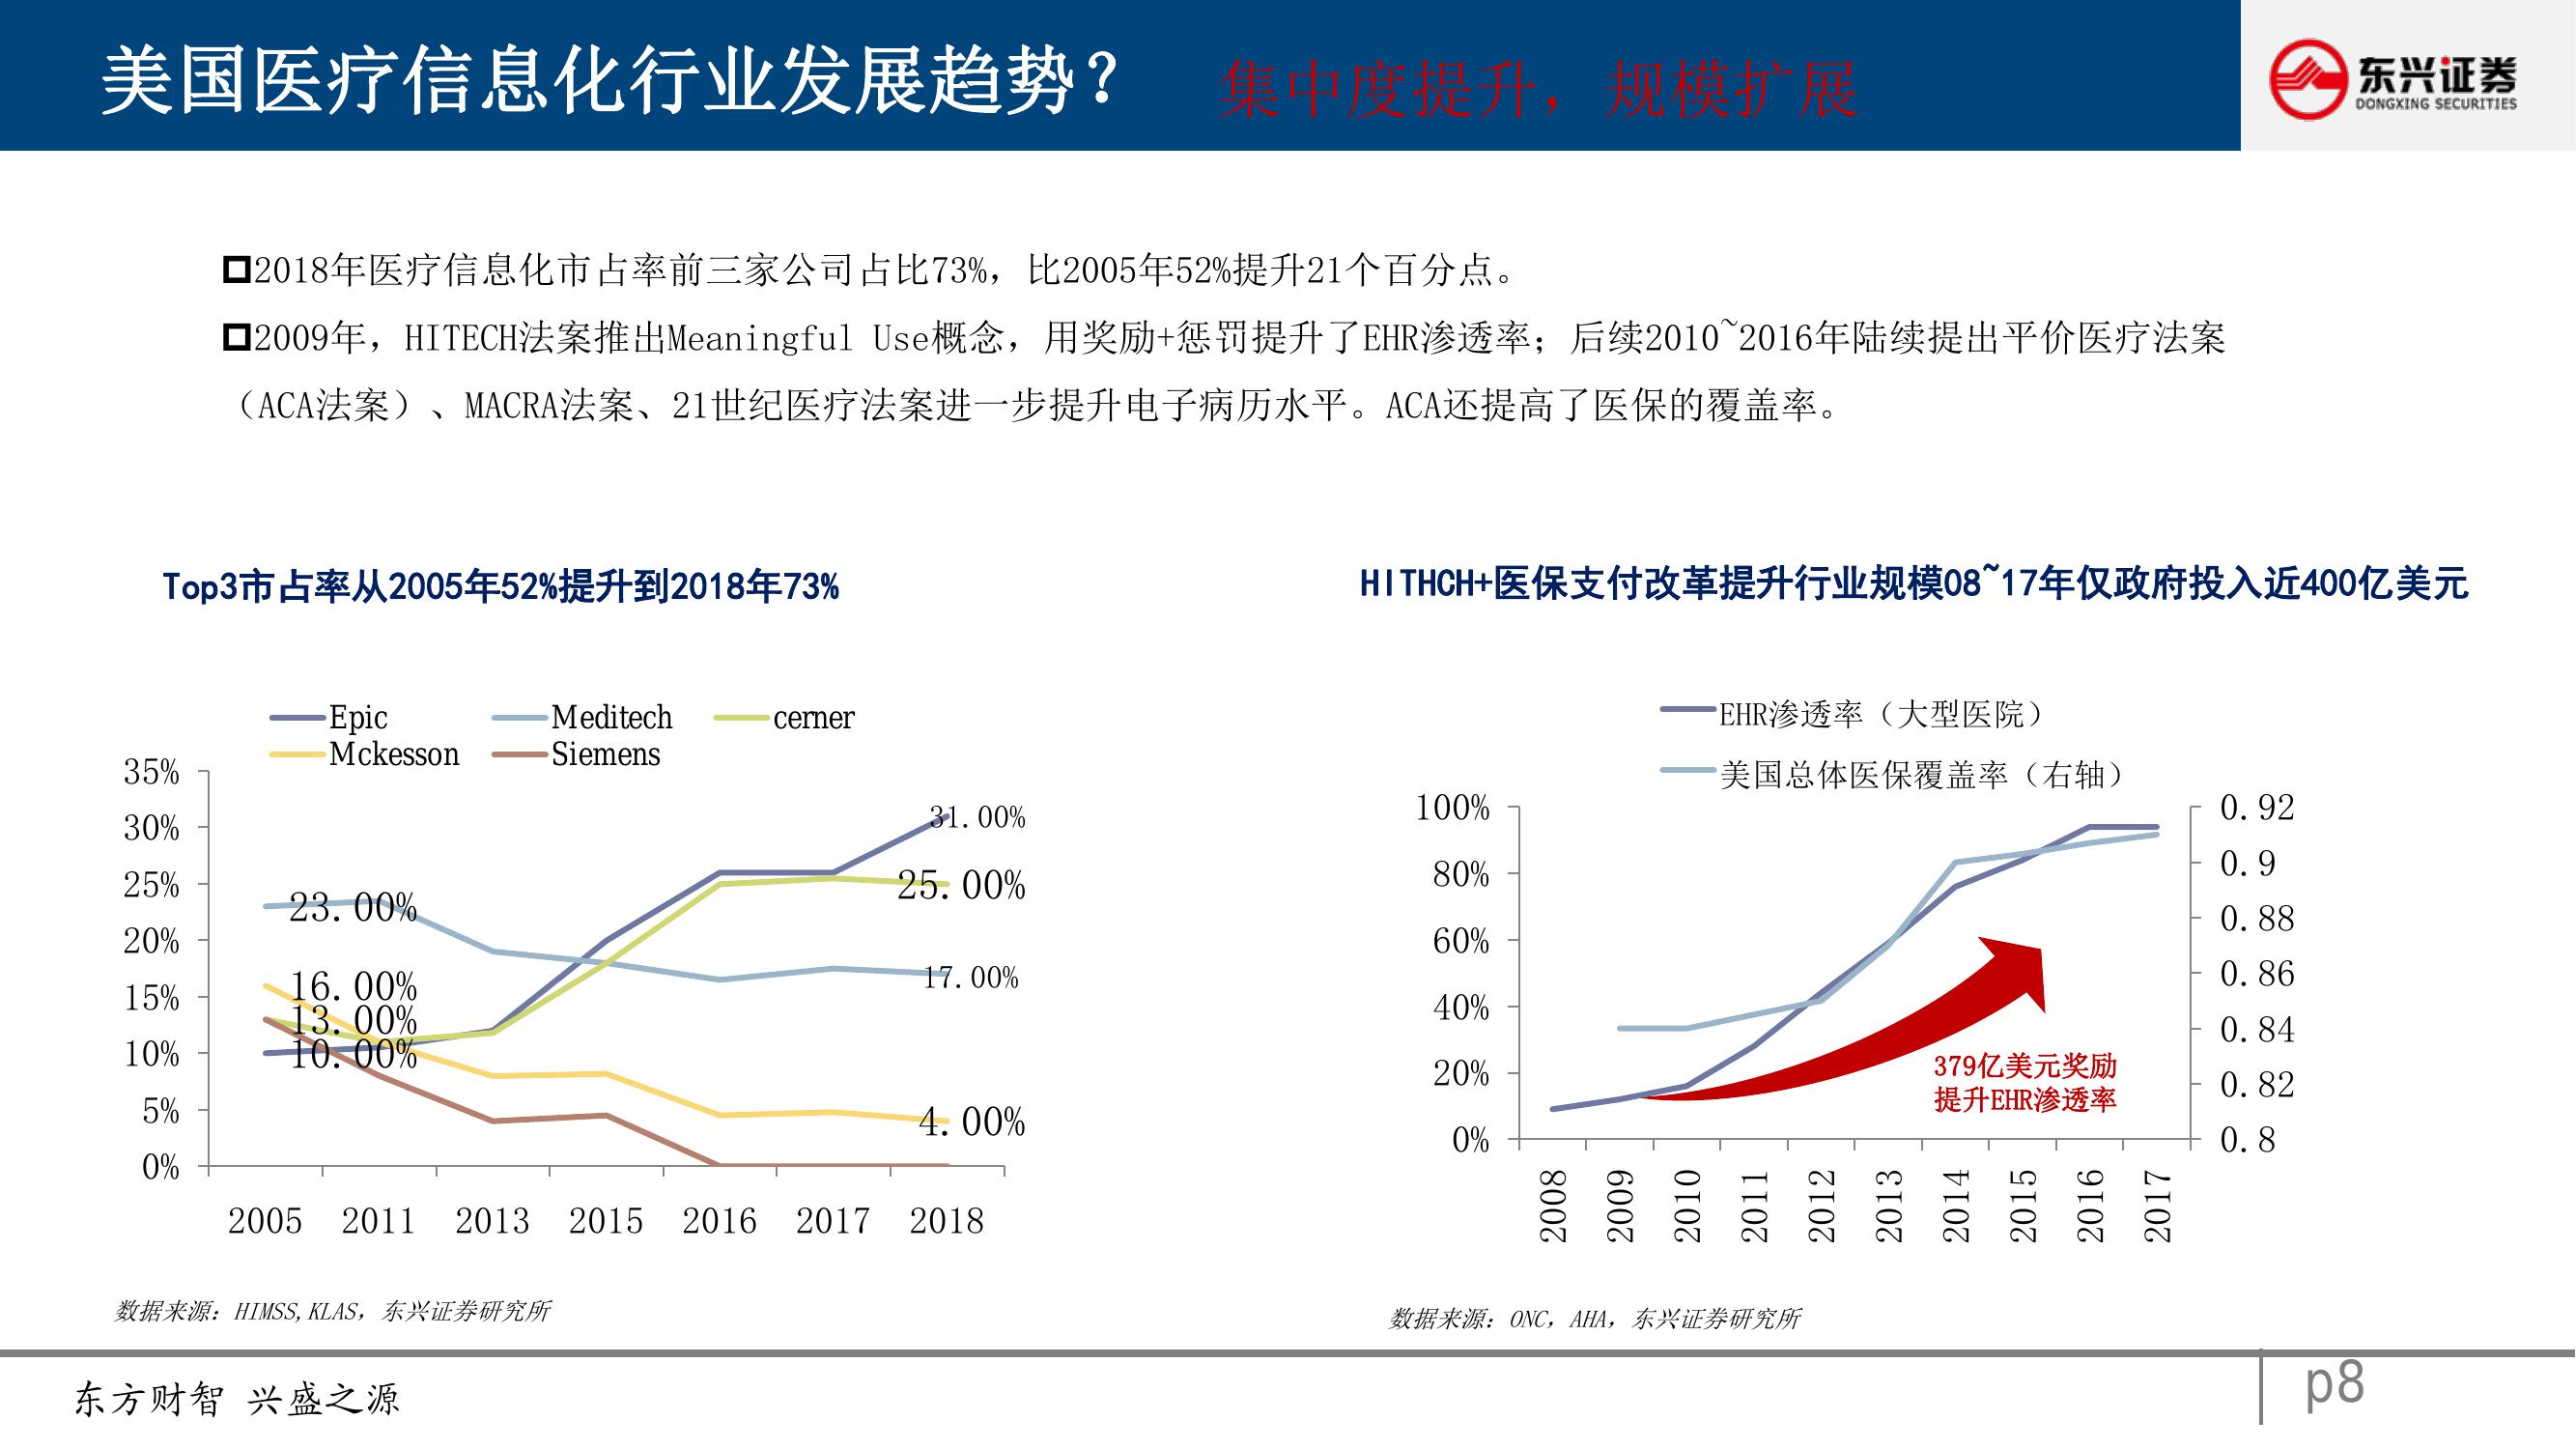 美国医疗信息化行业发展趋势？ 集中度提升，规模扩展
东兴证券
DONGXING SECURITIES
2018年医疗信息化市占率前三家公司占比73%，比2005年52%提升21个百分点。
2009年，HITECH法案推出Meaningful Use概念，用奖励+惩罚提升了EHR渗透率；后续2010~2016年陆续提出平价医疗法案
（ACA法案）、MACRA法案、21世纪医疗法案进一步提升电子病历水平。ACA还提高了医保的覆盖率。
Top3市占率从2005年52%提升到2018年73%
Epic Meditech cerner
Mckesson Siemens
35%
30%
25%
20%
15%
10%
5%
0%
31.00%
25.00%
23.00%
17.00%
16.00%
13.00%
10.00%
4.00%
2005 2011 2013 2015 2016 2017 2018
数据来源：HIMSS,KLAS，东兴证券研究所
HITHCH+医保支付改革提升行业规模08~17年仅政府投入近400亿美元
EHR渗透率（大型医院）
美国总体医保覆盖率（右轴）
100%
80%
60%
40%
20%
0%
0.92
0.9
0.88
0.86
0.84
0.82
0.8
379亿美元奖励
提升EHR渗透率
2008 2009 2010 2011 2012 2013 2014 2015 2016 2017
数据来源：ONC，AHA，东兴证券研究所
东方财智 兴盛之源
p8